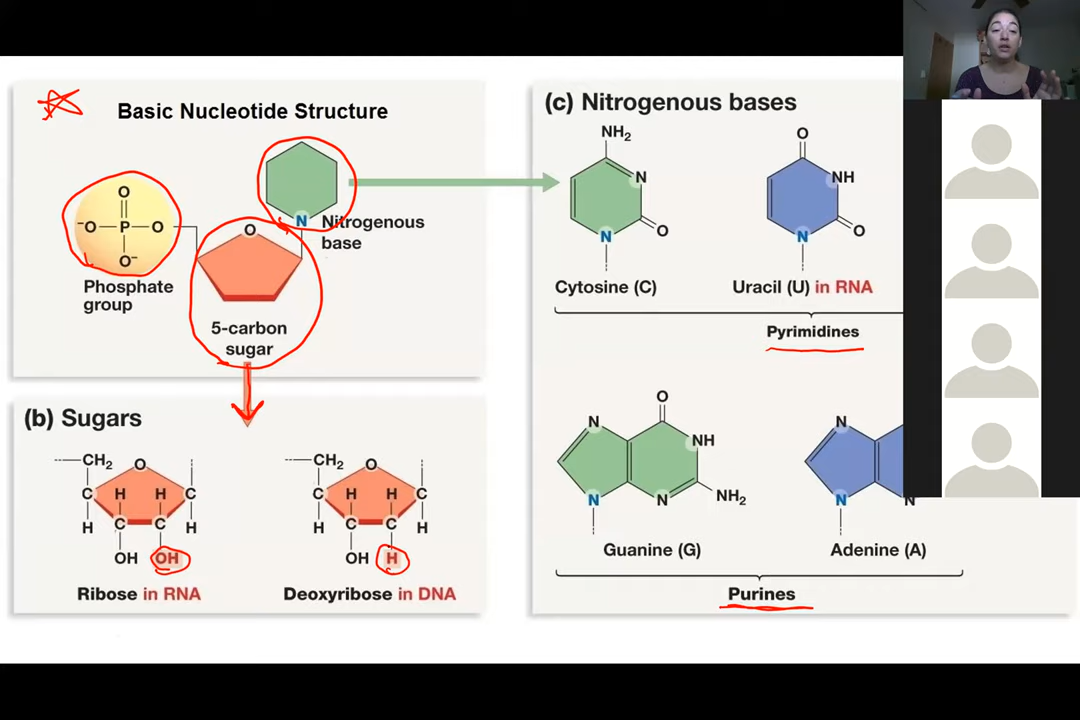 Basic Nucleotide Structure
O
⁻O P O
O⁻
Phosphate
group
O
N
Nitrogenous
base
5-carbon
sugar
(b) Sugars
CH₂ O
C H H C
H C C H
OH OH
Ribose in RNA
CH₂ O
C H H C
H C C H
OH H
Deoxyribose in DNA
(c) Nitrogenous bases
NH₂
N
N O
Cytosine (C)
O
NH
N O
Uracil (U) in RNA
Pyrimidines
O
N NH
N N NH₂
Guanine (G)
N
N N
Adenine (A)
Purines